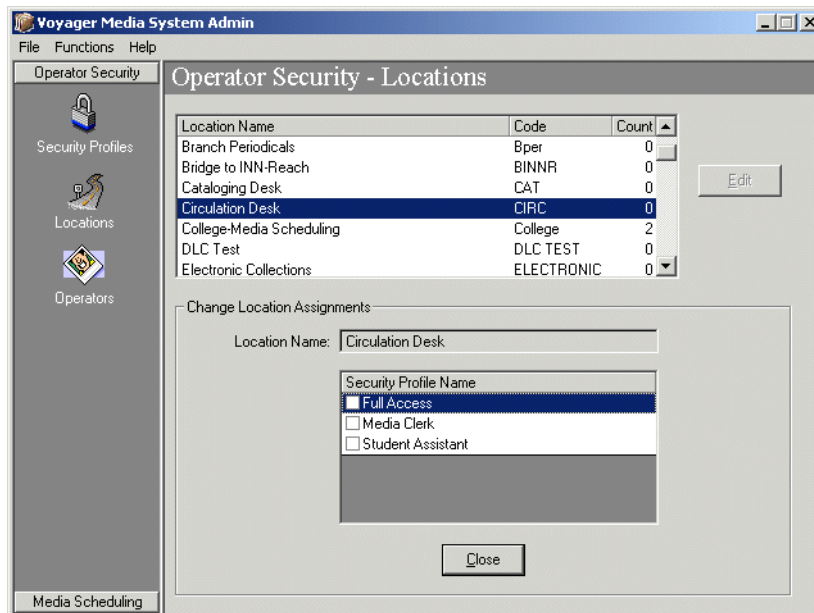 Voyager Media System Admin
File Functions Help
Operator Security
Security Profiles
Locations
Operators
Media Scheduling
Operator Security - Locations
Location Name Code Count
Branch Periodicals Bper 0
Bridge to INN-Reach BINNR 0
Cataloging Desk CAT 0
Circulation Desk CIRC 0
College-Media Scheduling College 2
DLC Test DLC TEST 0
Electronic Collections ELECTRONIC 0
Edit
Change Location Assignments
Location Name: Circulation Desk
Security Profile Name
Full Access
Media Clerk
Student Assistant
Close